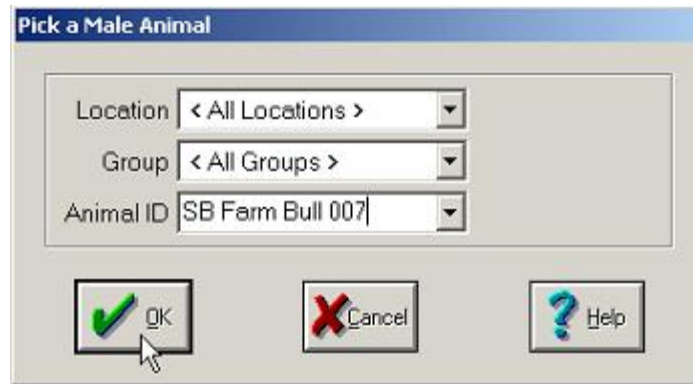 Pick a Male Animal
Location < All Locations >
Group < All Groups >
Animal ID SB Farm Bull 007
OK Cancel Help